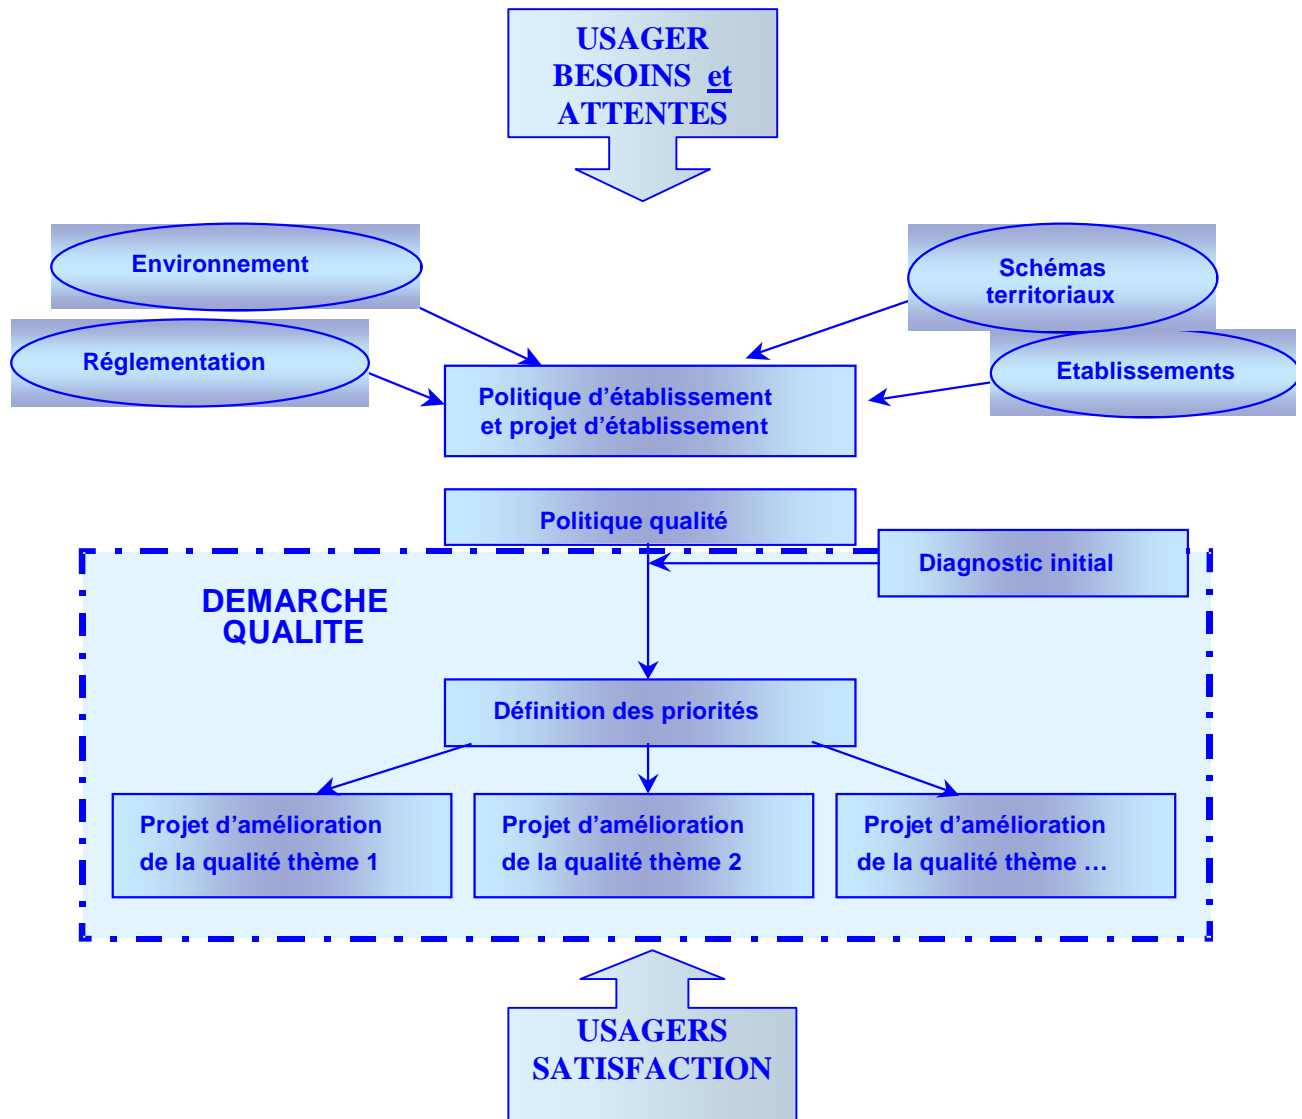 USAGER
BESOINS et
ATTENTES
Environnement
Schémas
territoriaux
Réglementation
Etablissements
Politique d’établissement
et projet d’établissement
Politique qualité
Diagnostic initial
DEMARCHE
QUALITE
Définition des priorités
Projet d’amélioration
de la qualité thème 1
Projet d’amélioration
de la qualité thème 2
Projet d’amélioration
de la qualité thème …
USAGERS
SATISFACTION